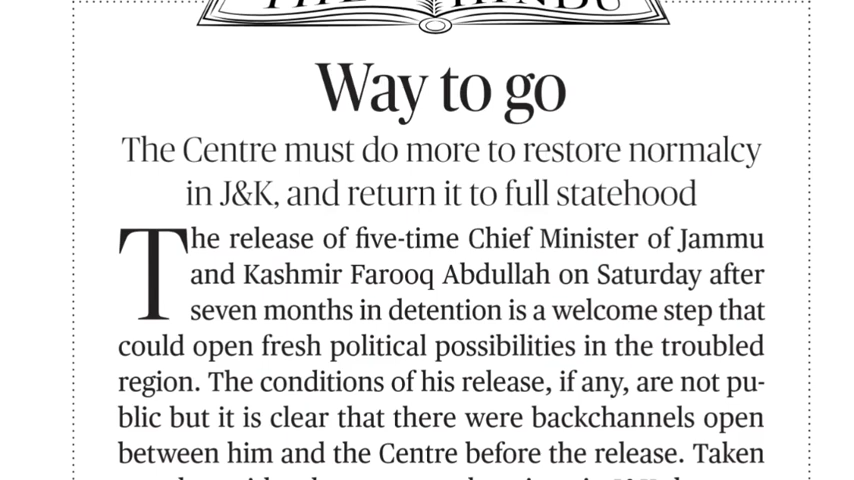 THE HINDU
Way to go
The Centre must do more to restore normalcy
in J&K, and return it to full statehood
The release of five-time Chief Minister of Jammu
and Kashmir Farooq Abdullah on Saturday after
seven months in detention is a welcome step that
could open fresh political possibilities in the troubled
region. The conditions of his release, if any, are not pu-
blic but it is clear that there were backchannels open
between him and the Centre before the release. Taken